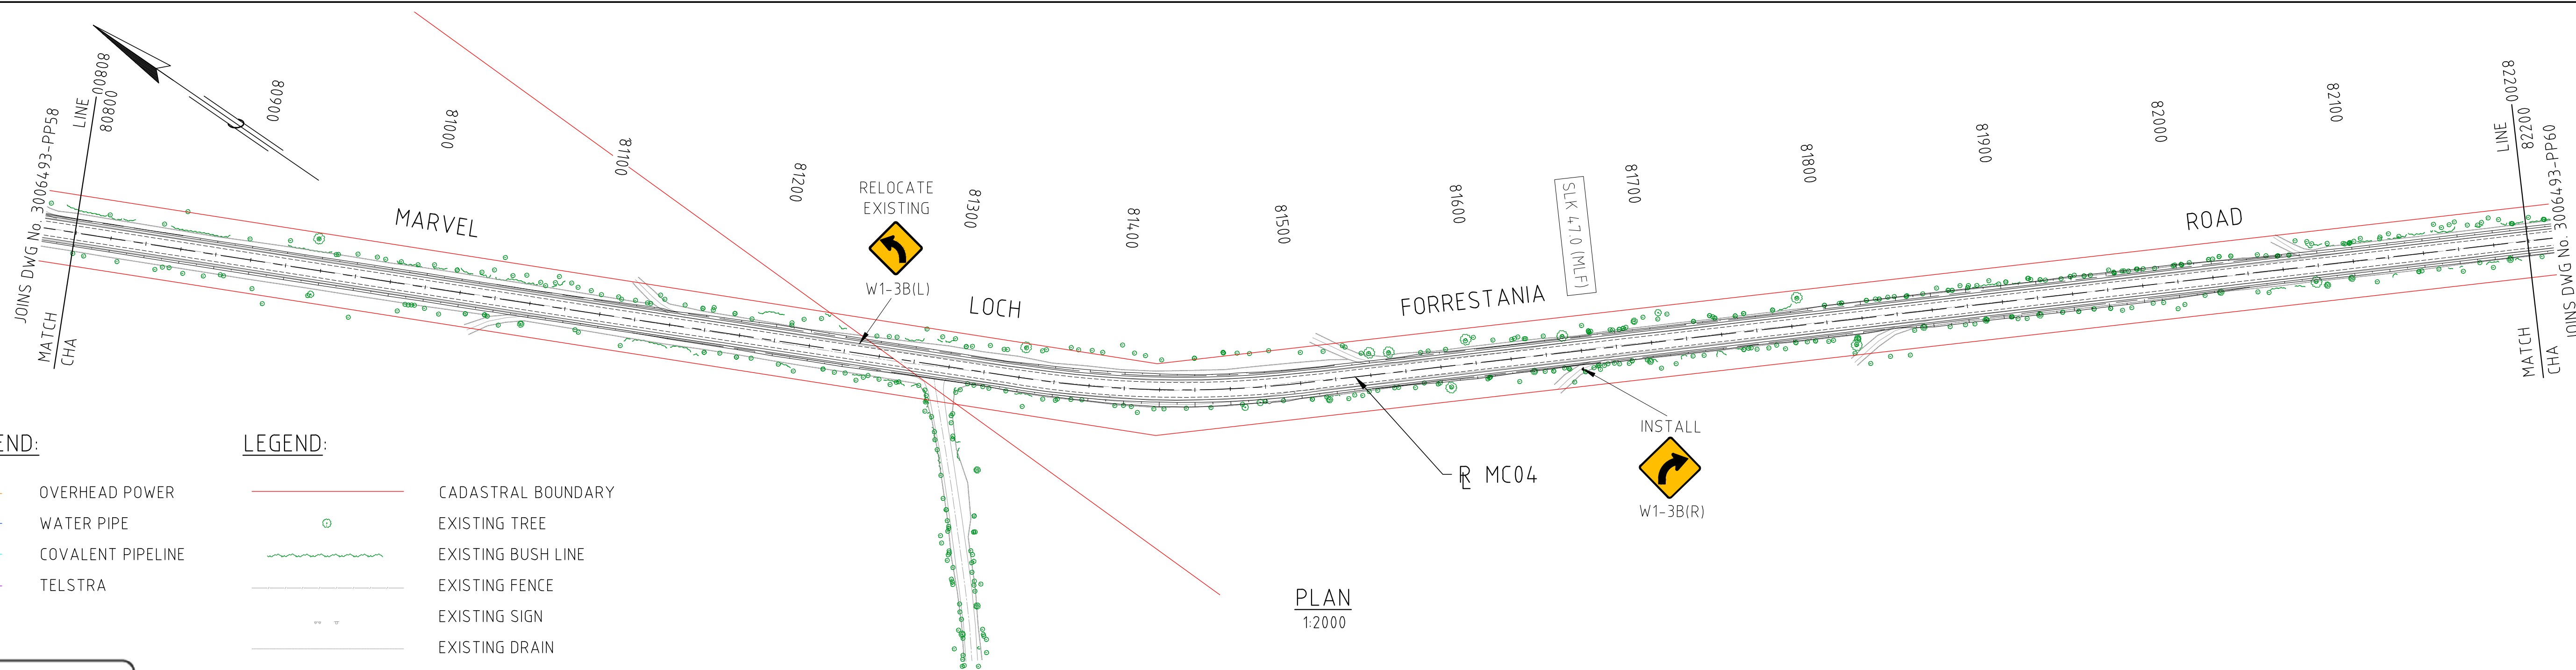 JOINS DWG No. 3006493-PP58
MATCH LINE
CHA 80800
80800
80900
81000
81100
81200
81300
81400
81500
81600
81700
81800
81900
82000
82100
82200
MATCH LINE
CHA 82200
JOINS DWG No. 3006493-PP60
MARVEL
LOCH
FORRESTANIA
ROAD
RELOCATE
EXISTING
W1-3B(L)
SLK 47.0 (MLF)
INSTALL
W1-3B(R)
RL MC04
END:
OVERHEAD POWER
WATER PIPE
COVALENT PIPELINE
TELSTRA
LEGEND:
CADASTRAL BOUNDARY
EXISTING TREE
EXISTING BUSH LINE
EXISTING FENCE
EXISTING SIGN
EXISTING DRAIN
PLAN
1:2000